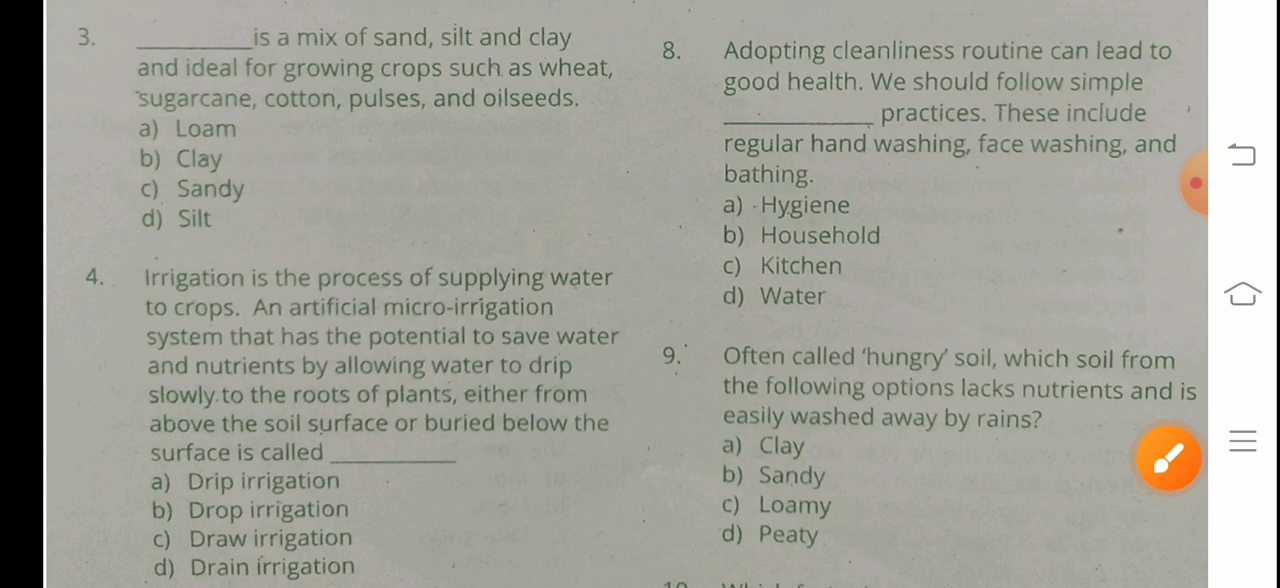 3. __________is a mix of sand, silt and clay
and ideal for growing crops such as wheat,
sugarcane, cotton, pulses, and oilseeds.
a) Loam
b) Clay
c) Sandy
d) Silt
4. Irrigation is the process of supplying water
to crops. An artificial micro-irrigation
system that has the potential to save water
and nutrients by allowing water to drip
slowly to the roots of plants, either from
above the soil surface or buried below the
surface is called __________
a) Drip irrigation
b) Drop irrigation
c) Draw irrigation
d) Drain irrigation
8. Adopting cleanliness routine can lead to
good health. We should follow simple
____________ practices. These include
regular hand washing, face washing, and
bathing.
a) Hygiene
b) Household
c) Kitchen
d) Water
9. Often called ‘hungry’ soil, which soil from
the following options lacks nutrients and is
easily washed away by rains?
a) Clay
b) Sandy
c) Loamy
d) Peaty